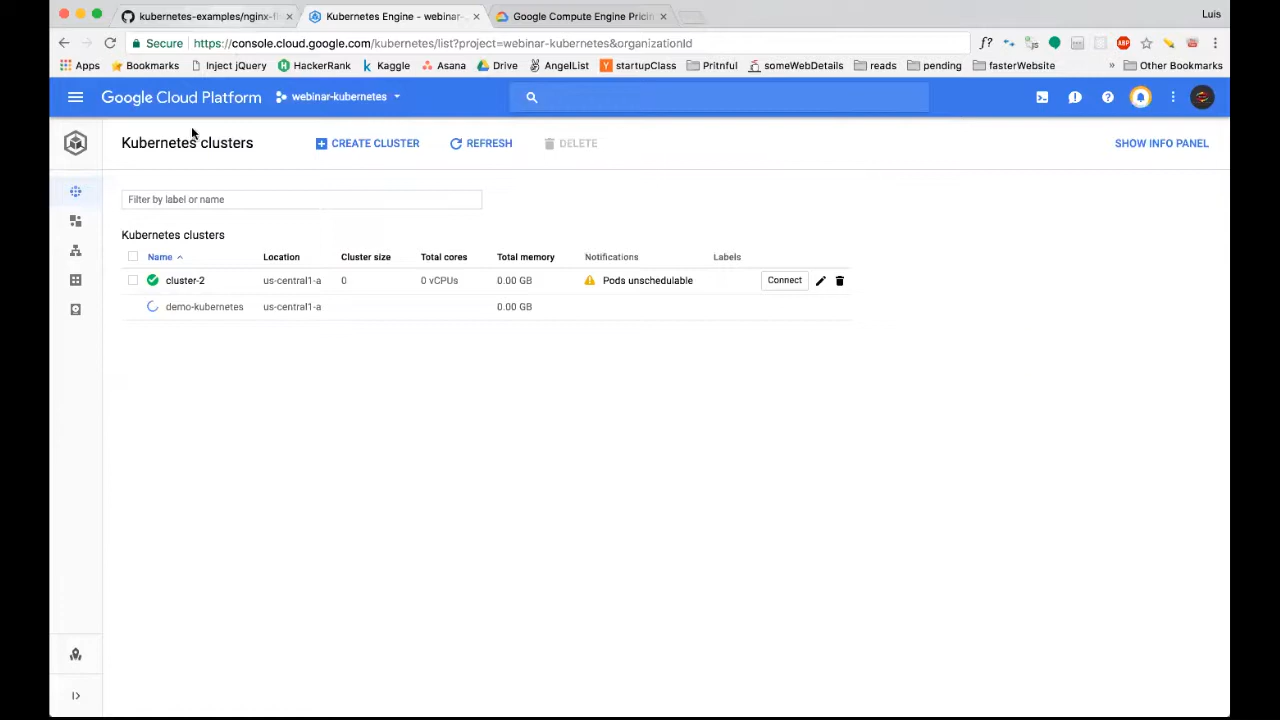 kubernetes-examples/nginx-fi
Kubernetes Engine - webinar-
Google Compute Engine Pricin
Luis
Secure
https://console.cloud.google.com/kubernetes/list?project=webinar-kubernetes&organizationId
Apps Bookmarks Inject jQuery HackerRank Kaggle Asana Drive AngelList startupClass Pritnful someWebDetails reads pending fasterWebsite » Other Bookmarks
Google Cloud Platform webinar-kubernetes
Kubernetes clusters CREATE CLUSTER REFRESH DELETE SHOW INFO PANEL
Filter by label or name
Kubernetes clusters
Name Location Cluster size Total cores Total memory Notifications Labels
cluster-2 us-central1-a 0 0 vCPUs 0.00 GB Pods unschedulable Connect
demo-kubernetes us-central1-a 0.00 GB